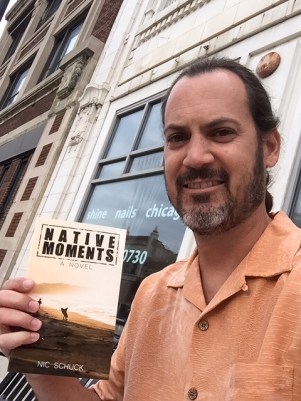 shine nails chicag
0730
NATIVE
MOMENTS
A NOVEL
NIC SCHUCK